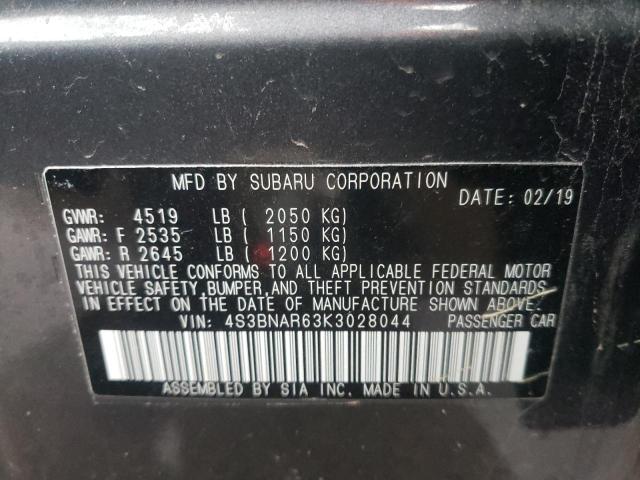 MFD BY SUBARU CORPORATION
DATE: 02/19
GVWR: 4519 LB ( 2050 KG)
GAWR: F 2535 LB ( 1150 KG)
GAWR: R 2645 LB ( 1200 KG)
THIS VEHICLE CONFORMS TO ALL APPLICABLE FEDERAL MOTOR
VEHICLE SAFETY, BUMPER, AND THEFT PREVENTION STANDARDS
IN EFFECT ON THE DATE OF MANUFACTURE SHOWN ABOVE.
VIN: 4S3BNAR63K3028044 PASSENGER CAR
ASSEMBLED BY SIA INC. MADE IN U.S.A.